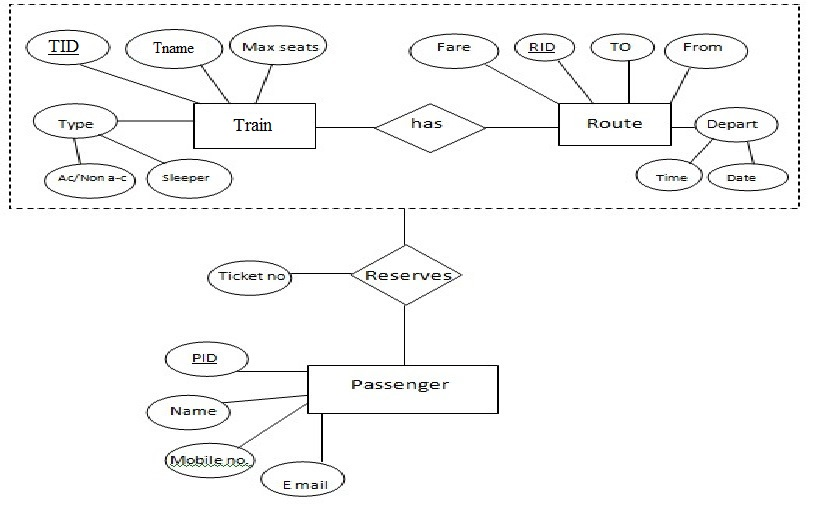 TID
Tname
Max seats
Fare
RID
TO
From
Type
Train
has
Route
Depart
Ac/Non a-c
Sleeper
Time
Date
Ticket no
Reserves
PID
Passenger
Name
Mobile no.
E mail